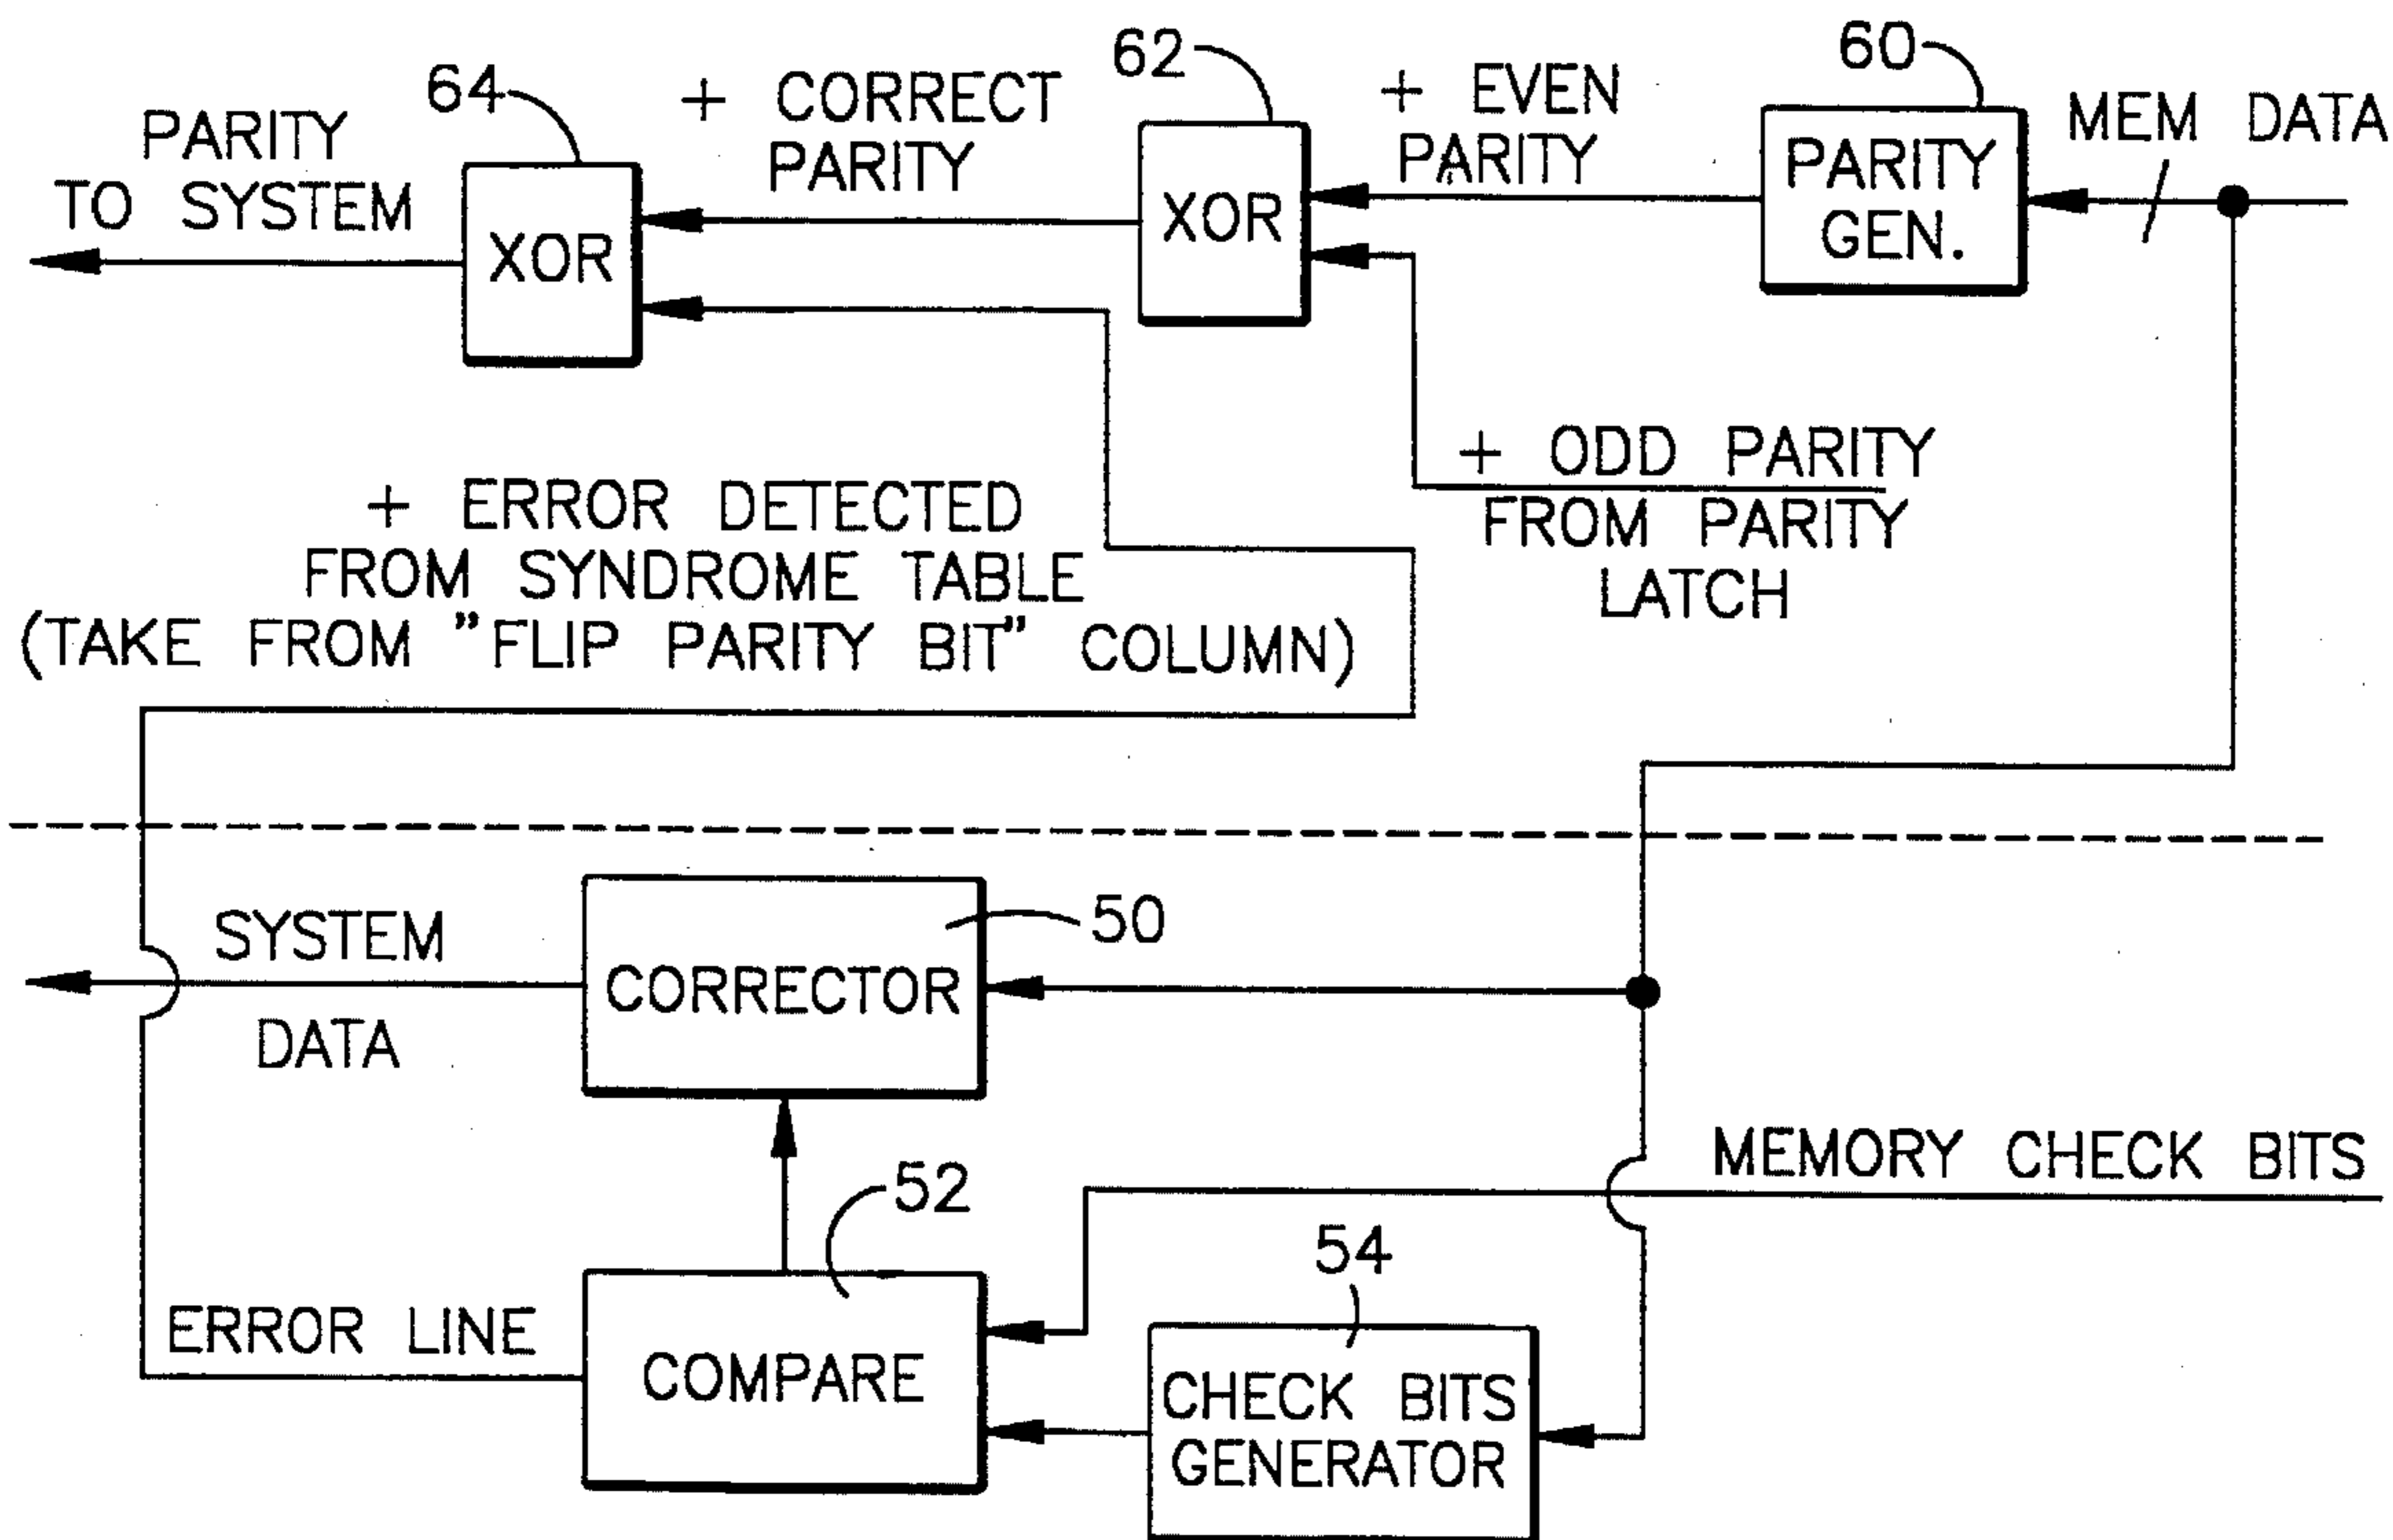 64
PARITY
TO SYSTEM
XOR
+ CORRECT
PARITY
62
XOR
+ EVEN
PARITY
60
PARITY
GEN.
MEM DATA
+ ODD PARITY
FROM PARITY
LATCH
+ ERROR DETECTED
FROM SYNDROME TABLE
(TAKE FROM "FLIP PARITY BIT" COLUMN)
SYSTEM
DATA
CORRECTOR
50
MEMORY CHECK BITS
52
ERROR LINE
COMPARE
54
CHECK BITS
GENERATOR